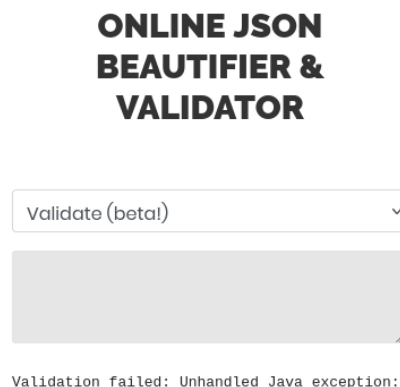 ONLINE JSON
BEAUTIFIER &
VALIDATOR
Validate (beta!)
Validation failed: Unhandled Java exception: